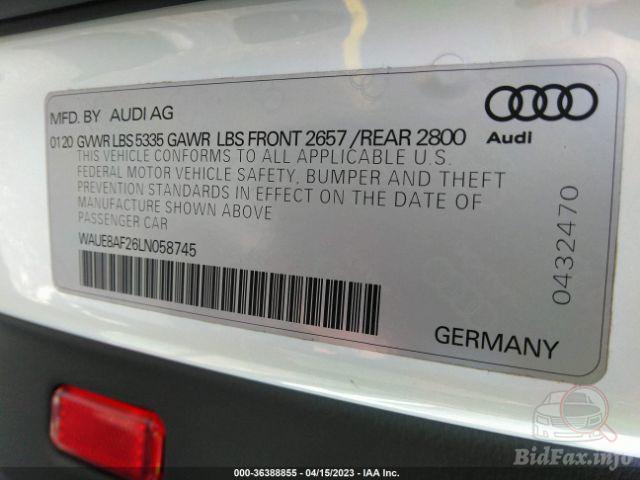 MFD. BY AUDI AG
Audi
0120 GVWR LBS 5335 GAWR LBS FRONT 2657 /REAR 2800
THIS VEHICLE CONFORMS TO ALL APPLICABLE U.S.
FEDERAL MOTOR VEHICLE SAFETY, BUMPER AND THEFT
PREVENTION STANDARDS IN EFFECT ON THE DATE OF
MANUFACTURE SHOWN ABOVE
PASSENGER CAR
WAUE8AF26LN058745
0432470
GERMANY
BidFax.info
000-36388855 - 04/15/2023 - IAA Inc.